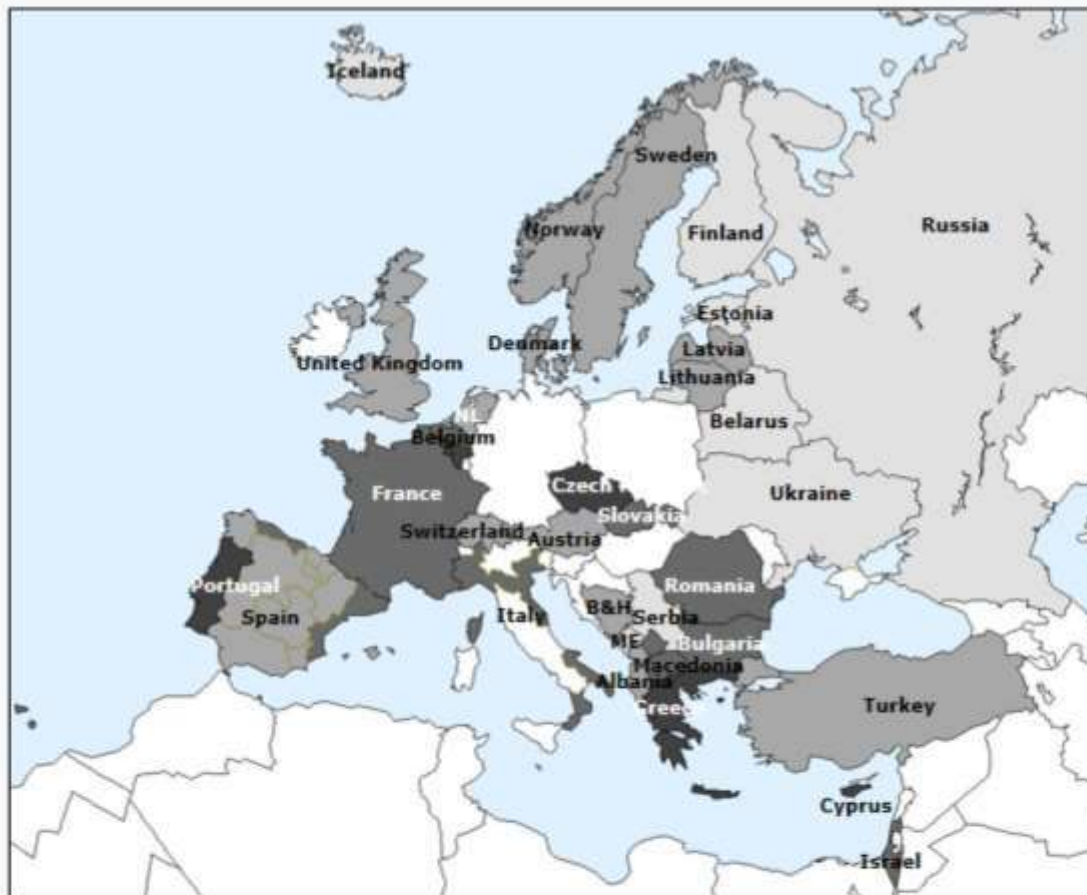 Iceland
Sweden
Norway
Finland
Russia
Estonia
Denmark
Latvia
United Kingdom
Lithuania
NL
Belarus
Belgium
Czech
France
Ukraine
Slovakia
Switzerland
Austria
Portugal
Romania
B&H
Spain
Italy
Serbia
ME
Bulgaria
Macedonia
Albania
Greece
Turkey
Cyprus
Israel